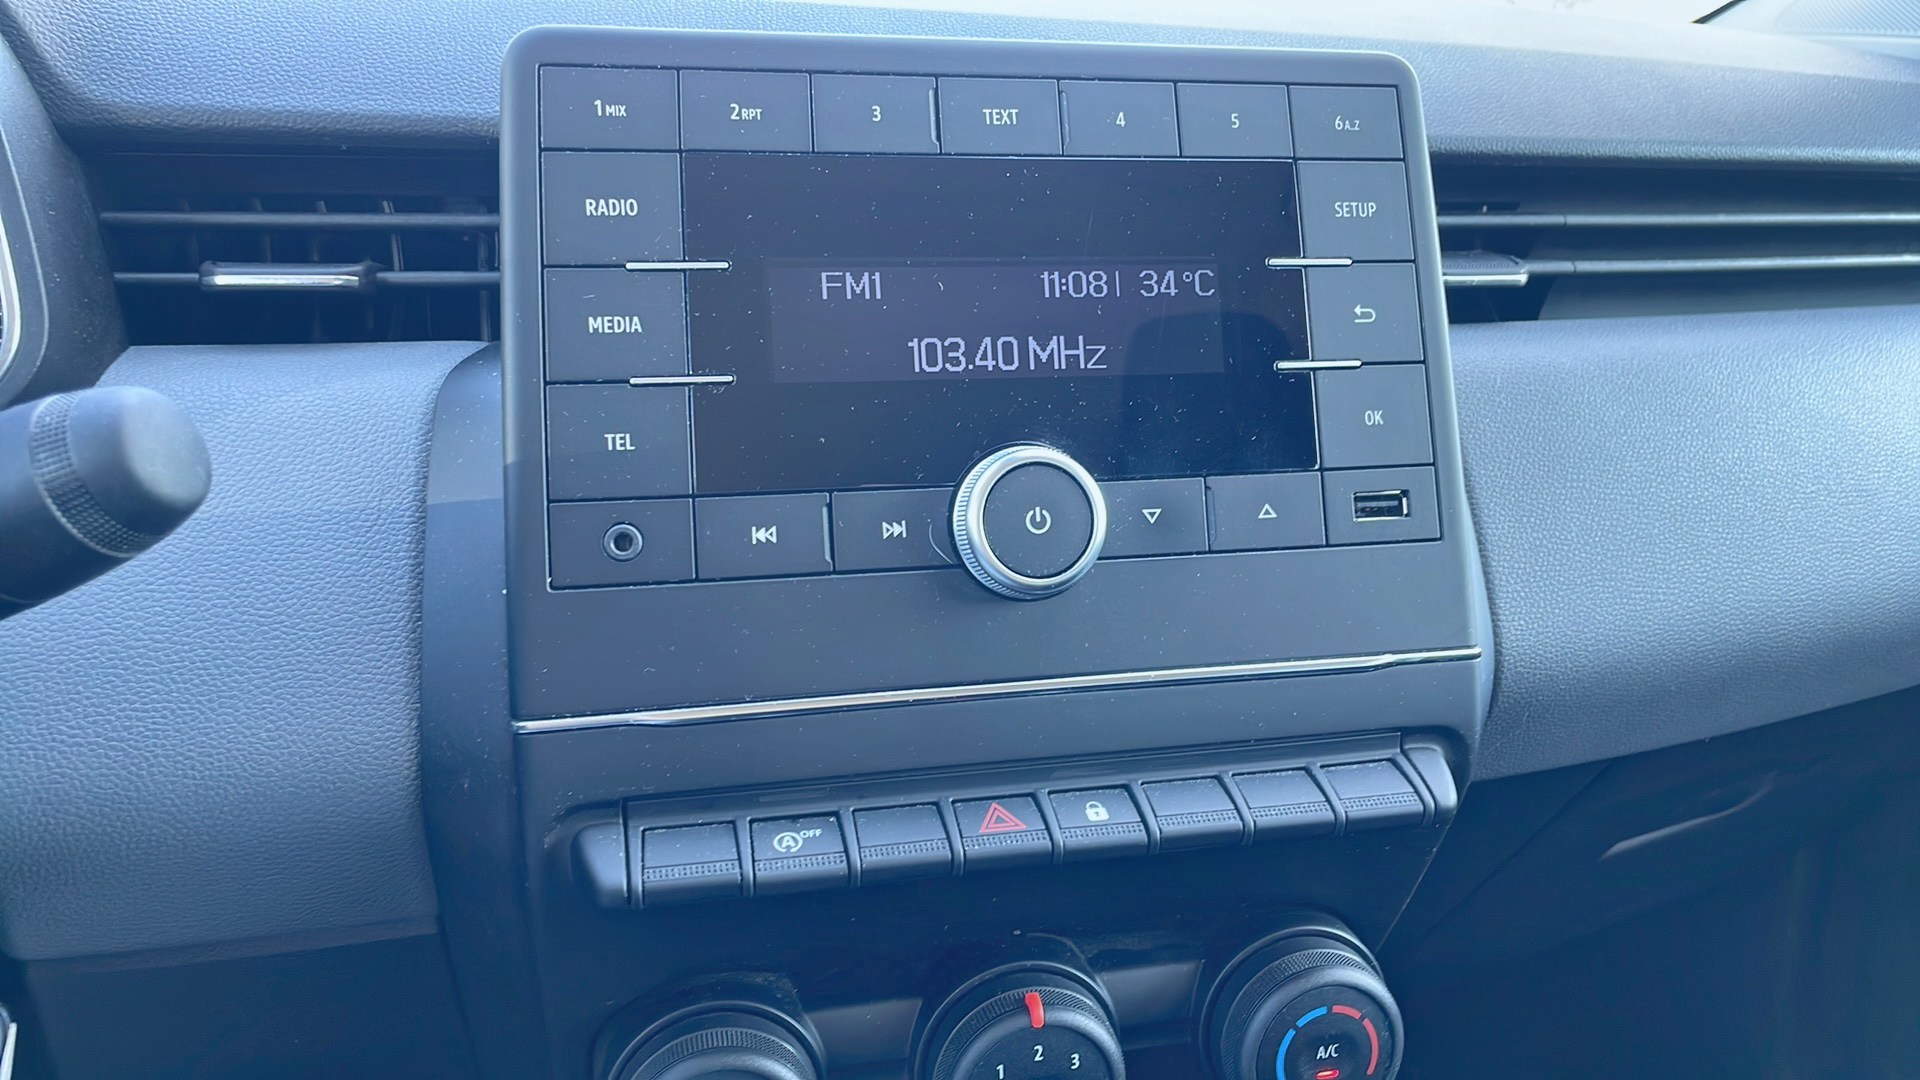 1 MIX
2 RPT
3
TEXT
4
5
6 A..Z
RADIO
SETUP
FM1 11:08 34°C
MEDIA
103.40 MHz
TEL
OK
A OFF
1 2 3
A/C